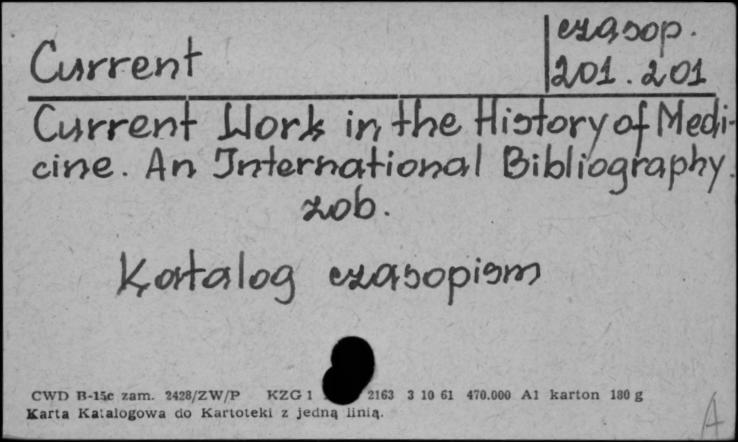 Current
czasop.
201.201
Current Work in the History of Medi-
cine. An International Bibliography.
zob.
Katalog czasopism
CWD B-15c zam. 2428/ZW/P KZG 1 2163 3 10 61 470.000 A1 karton 180 g
Karta Katalogowa do Kartoteki z jedną linią.
A